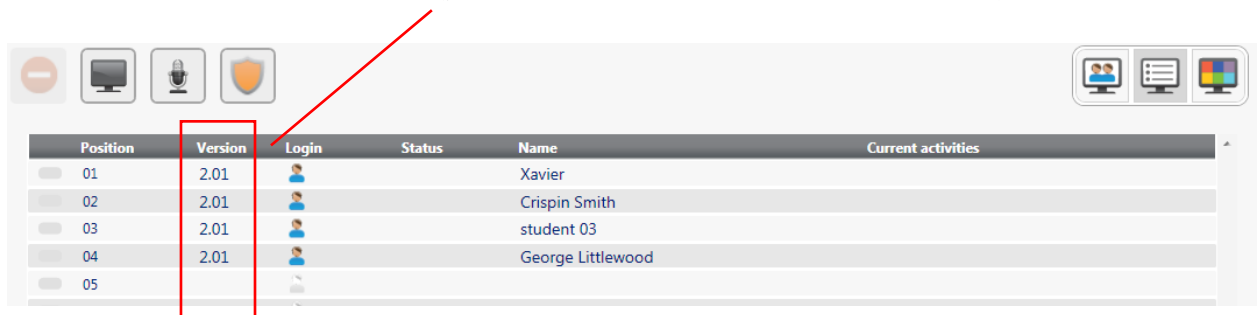 Position Version Login Status Name Current activities
01 2.01 Xavier
02 2.01 Crispin Smith
03 2.01 student 03
04 2.01 George Littlewood
05